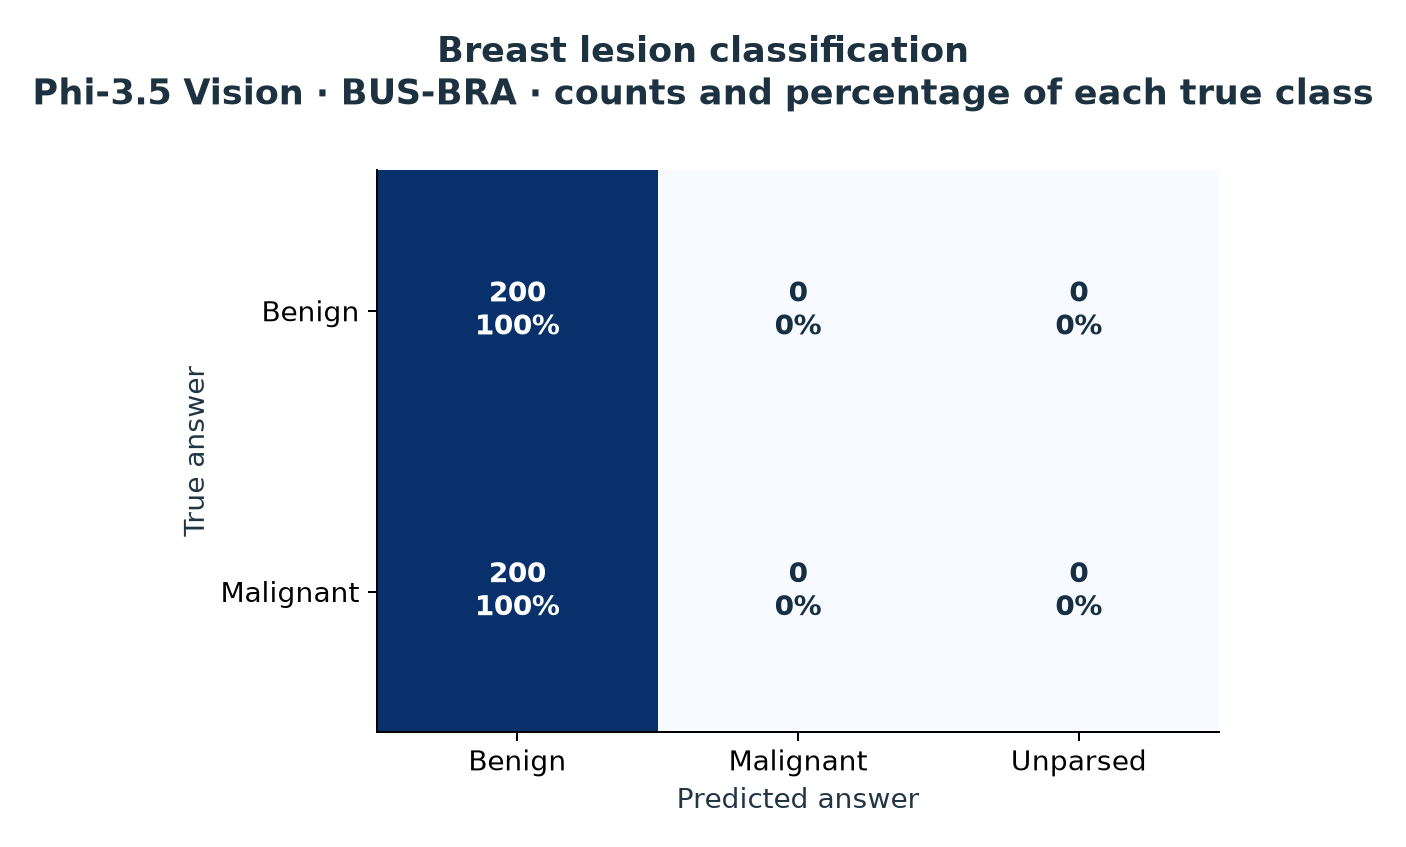 Breast lesion classification
Phi-3.5 Vision · BUS-BRA · counts and percentage of each true class
True answer
Benign
200
100%
0
0%
0
0%
Malignant
200
100%
0
0%
0
0%
Benign
Malignant
Unparsed
Predicted answer